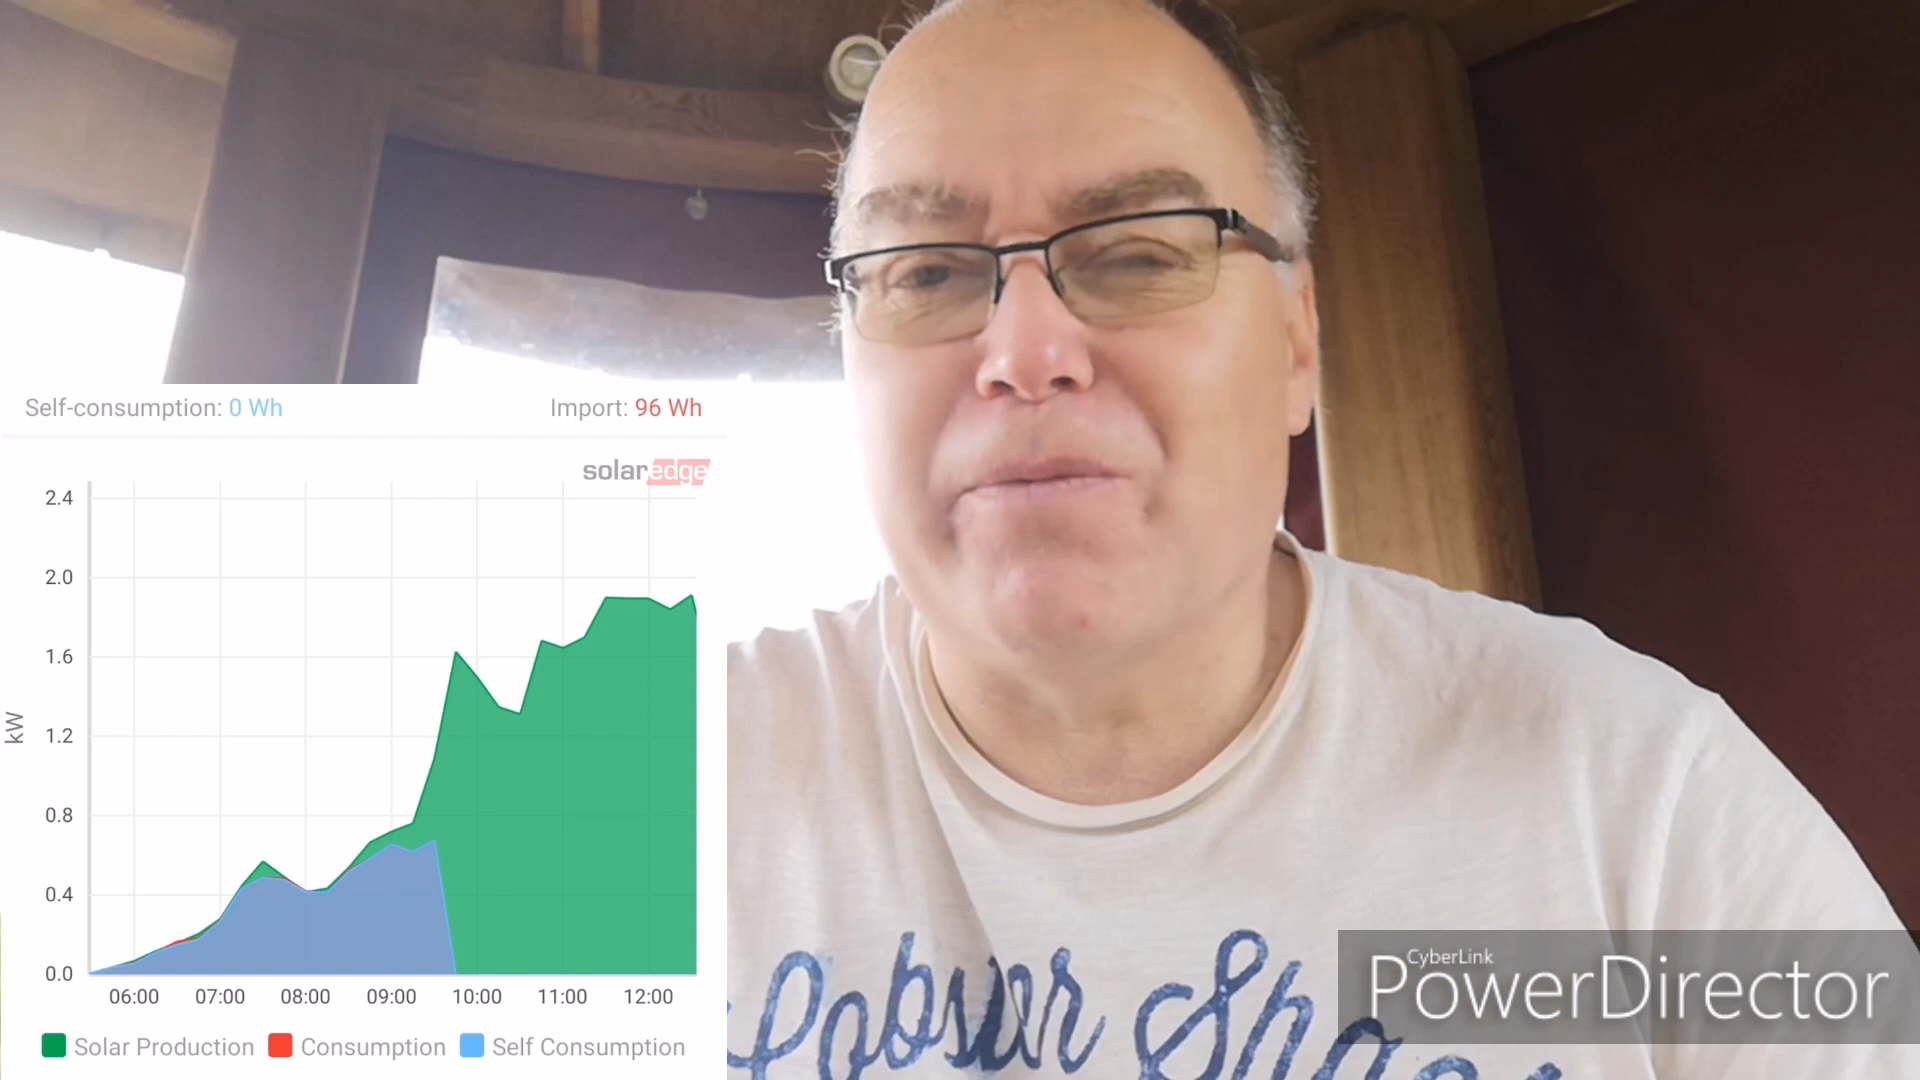 Self-consumption: 0 Wh
Import: 96 Wh
solaredge
2.4
2.0
1.6
1.2
0.8
0.4
0.0
kW
06:00 07:00 08:00 09:00 10:00 11:00 12:00
Solar Production Consumption Self Consumption
CyberLink
PowerDirector